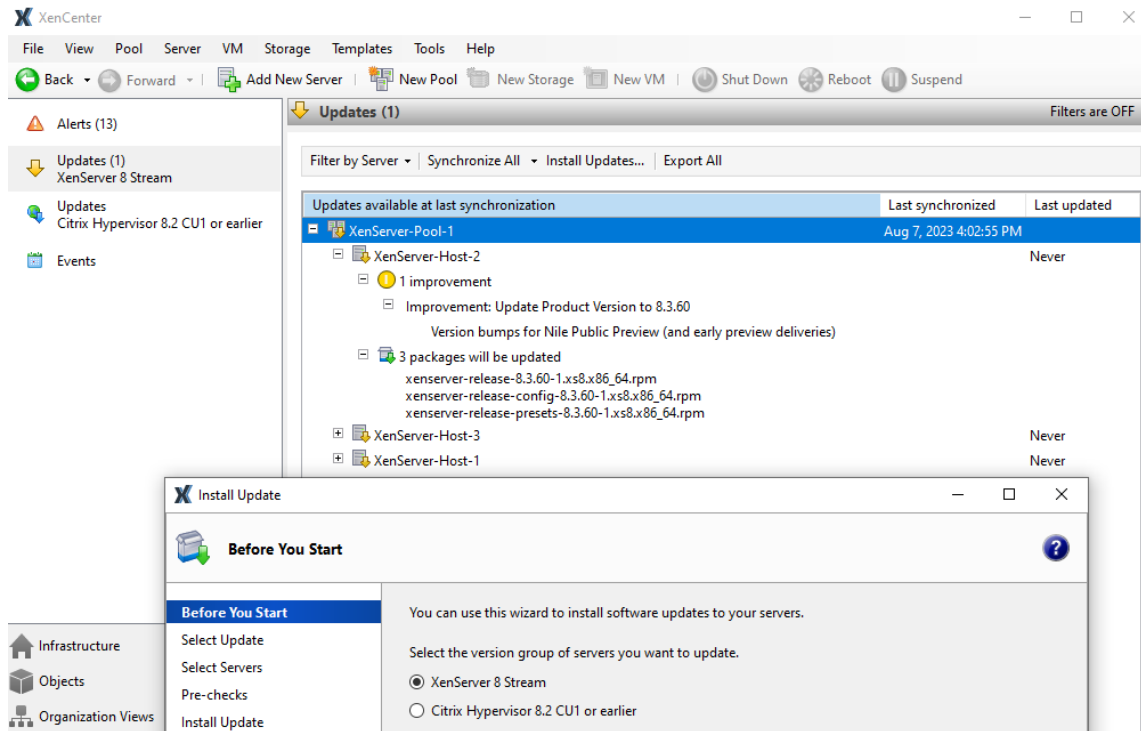 XenCenter
File View Pool Server VM Storage Templates Tools Help
Back Forward Add New Server New Pool New Storage New VM Shut Down Reboot Suspend
Alerts (13)
Updates (1)
XenServer 8 Stream
Updates
Citrix Hypervisor 8.2 CU1 or earlier
Events
Updates (1) Filters are OFF
Filter by Server Synchronize All Install Updates... Export All
Updates available at last synchronization Last synchronized Last updated
XenServer-Pool-1 Aug 7, 2023 4:02:55 PM
XenServer-Host-2 Never
1 improvement
Improvement: Update Product Version to 8.3.60
Version bumps for Nile Public Preview (and early preview deliveries)
3 packages will be updated
xenserver-release-8.3.60-1.xs8.x86_64.rpm
xenserver-release-config-8.3.60-1.xs8.x86_64.rpm
xenserver-release-presets-8.3.60-1.xs8.x86_64.rpm
XenServer-Host-3 Never
XenServer-Host-1 Never
Install Update
Before You Start
?
Before You Start
Select Update
Select Servers
Pre-checks
Install Update
You can use this wizard to install software updates to your servers.
Select the version group of servers you want to update.
XenServer 8 Stream
Citrix Hypervisor 8.2 CU1 or earlier
Infrastructure
Objects
Organization Views